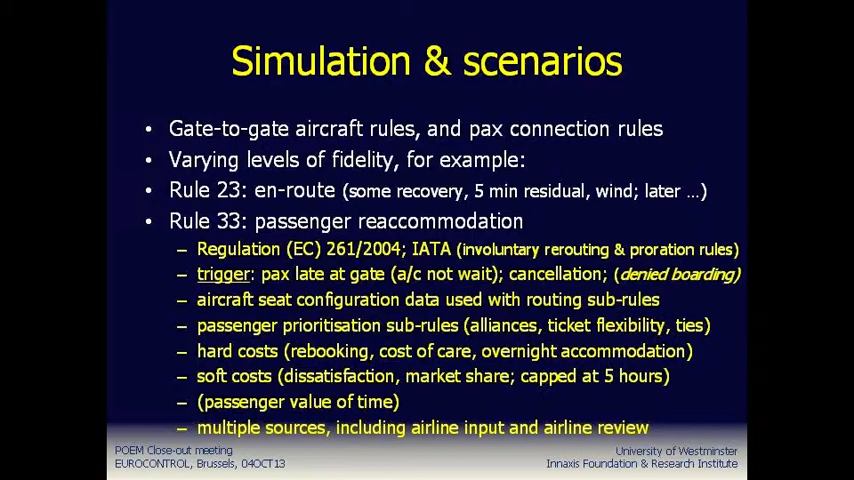 Simulation & scenarios
• Gate-to-gate aircraft rules, and pax connection rules
• Varying levels of fidelity, for example:
• Rule 23: en-route (some recovery, 5 min residual, wind; later ...)
• Rule 33: passenger reaccommodation
– Regulation (EC) 261/2004; IATA (involuntary rerouting & proration rules)
– trigger: pax late at gate (a/c not wait); cancellation; (denied boarding)
– aircraft seat configuration data used with routing sub-rules
– passenger prioritisation sub-rules (alliances, ticket flexibility, ties)
– hard costs (rebooking, cost of care, overnight accommodation)
– soft costs (dissatisfaction, market share; capped at 5 hours)
– (passenger value of time)
– multiple sources, including airline input and airline review
POEM Close-out meeting
EUROCONTROL, Brussels, 04OCT13
University of Westminster
Innaxis Foundation & Research Institute